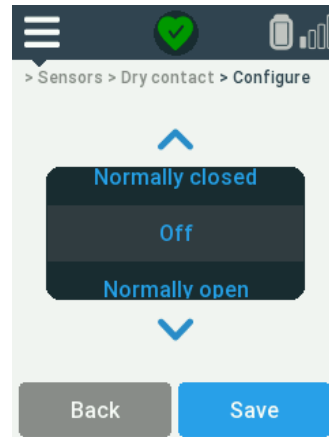 > Sensors > Dry contact > Configure
Normally closed
Off
Normally open
Back
Save